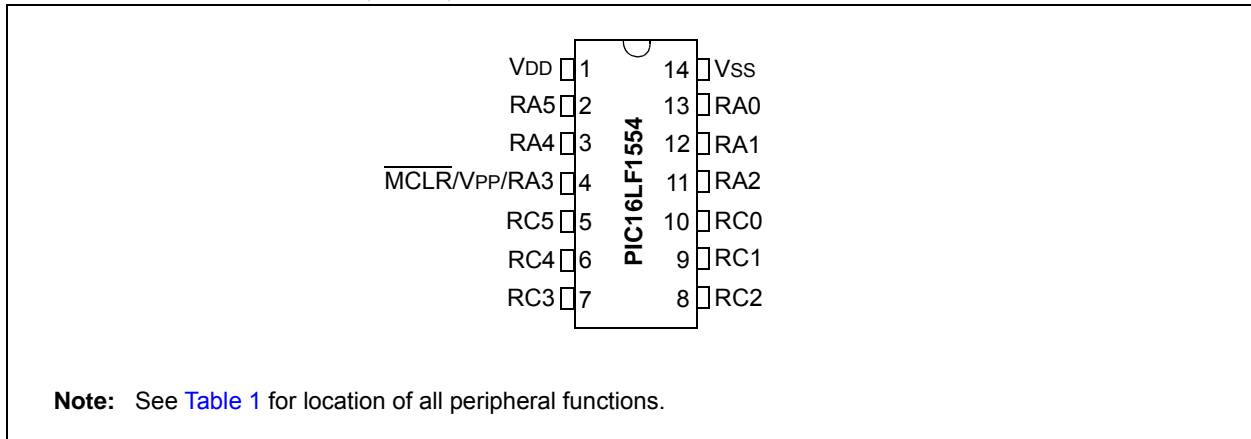 VDD 1 14 VSS
RA5 2 13 RA0
RA4 3 12 RA1
MCLR/VPP/RA3 4 11 RA2
RC5 5 10 RC0
RC4 6 9 RC1
RC3 7 8 RC2
PIC16LF1554
Note: See Table 1 for location of all peripheral functions.